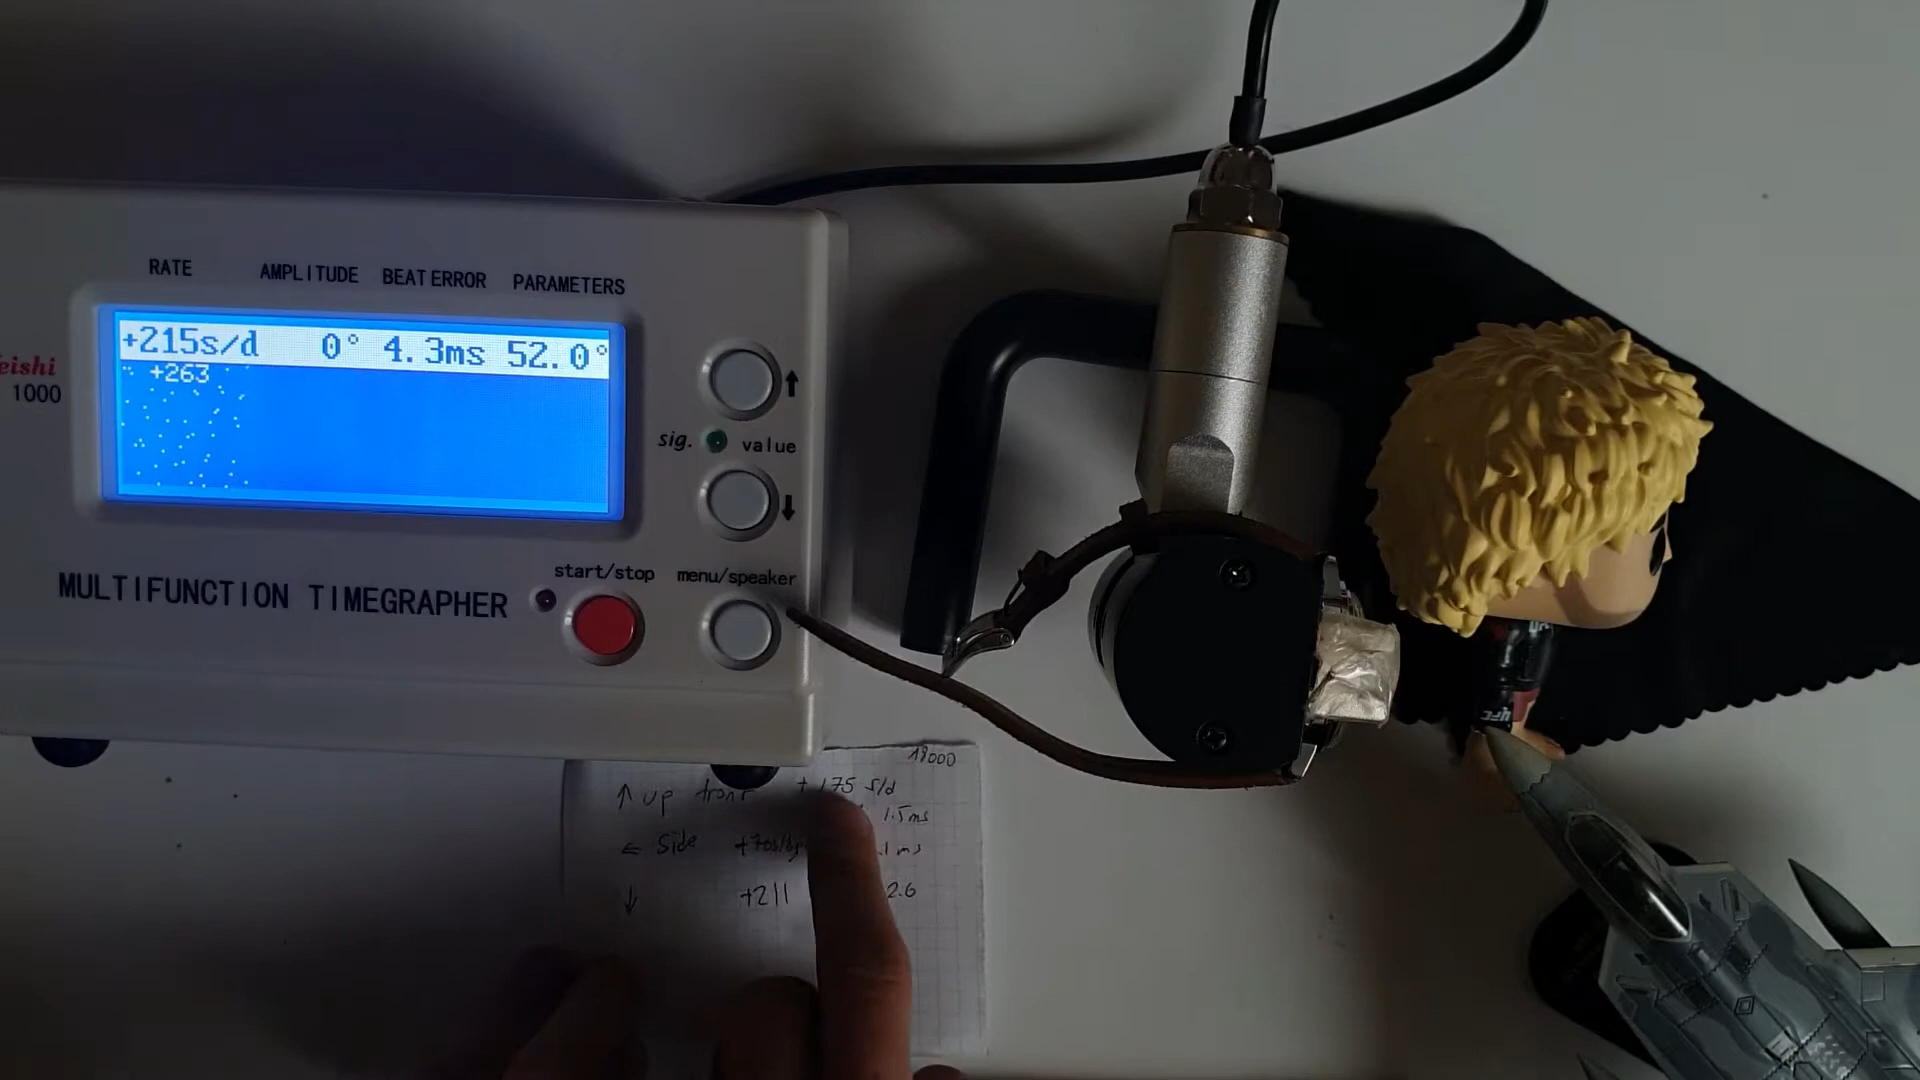 RATE AMPLITUDE BEAT ERROR PARAMETERS
+215s/d 0° 4.3ms 52.0°
+263
eishi
1000
sig. value
start/stop menu/speaker
MULTIFUNCTION TIMEGRAPHER
18000
↑ up front +175 s/d
1.5ms
← Side
↓ +211 2.6